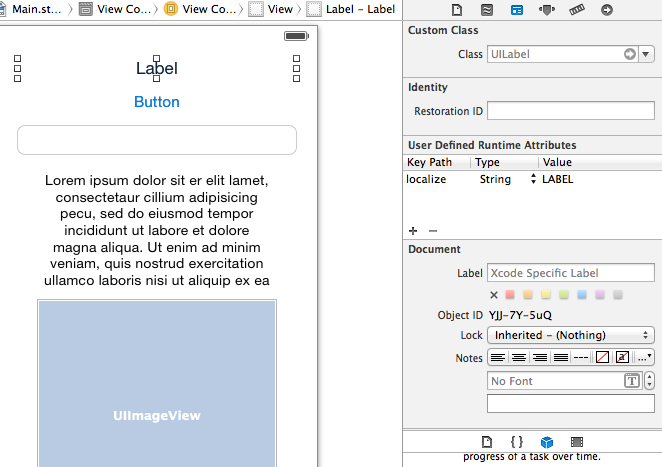 Main.st...
View Co...
View Co...
View
Label – Label
Label
Button
Lorem ipsum dolor sit er elit lamet,
consectetaur cillium adipisicing
pecu, sed do eiusmod tempor
incididunt ut labore et dolore
magna aliqua. Ut enim ad minim
veniam, quis nostrud exercitation
ullamco laboris nisi ut aliquip ex ea
UIImageView
Custom Class
Class UILabel
Identity
Restoration ID
User Defined Runtime Attributes
Key Path Type Value
localize String LABEL
+ −
Document
Label Xcode Specific Label
Object ID YJJ-7Y-5uQ
Lock Inherited – (Nothing)
Notes
No Font
progress of a task over time.